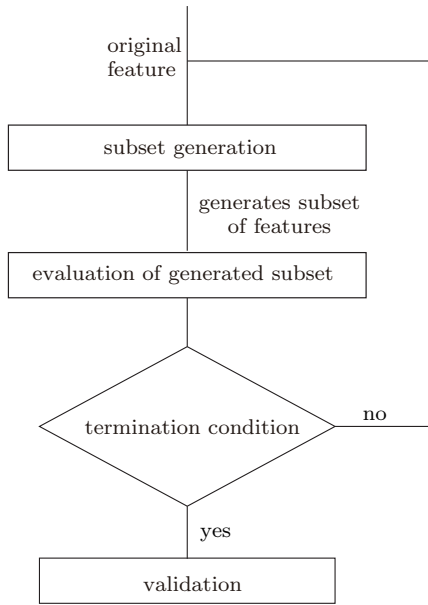 original
feature
subset generation
generates subset
of features
evaluation of generated subset
termination condition
no
yes
validation